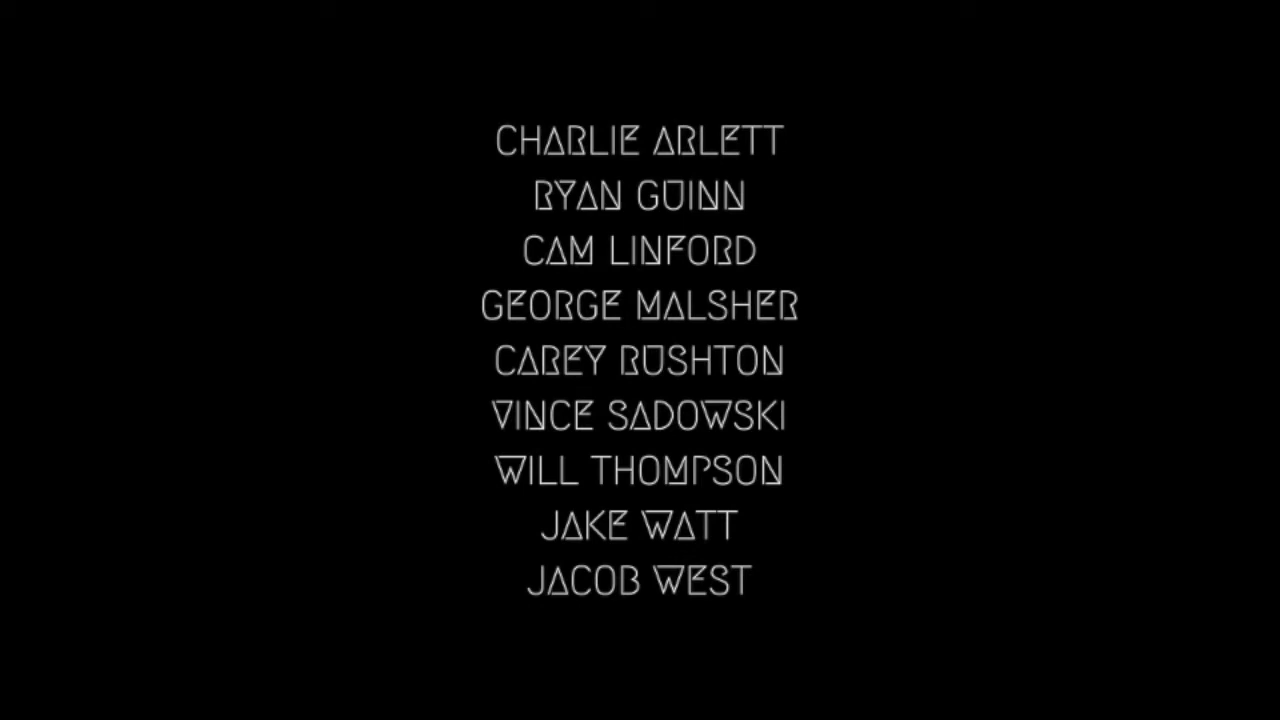 CHARLIE ARLETT
RYAN GUINN
CAM LINFORD
GEORGE MALSHER
CAREY RUSHTON
VINCE SADOWSKI
WILL THOMPSON
JAKE WATT
JACOB WEST